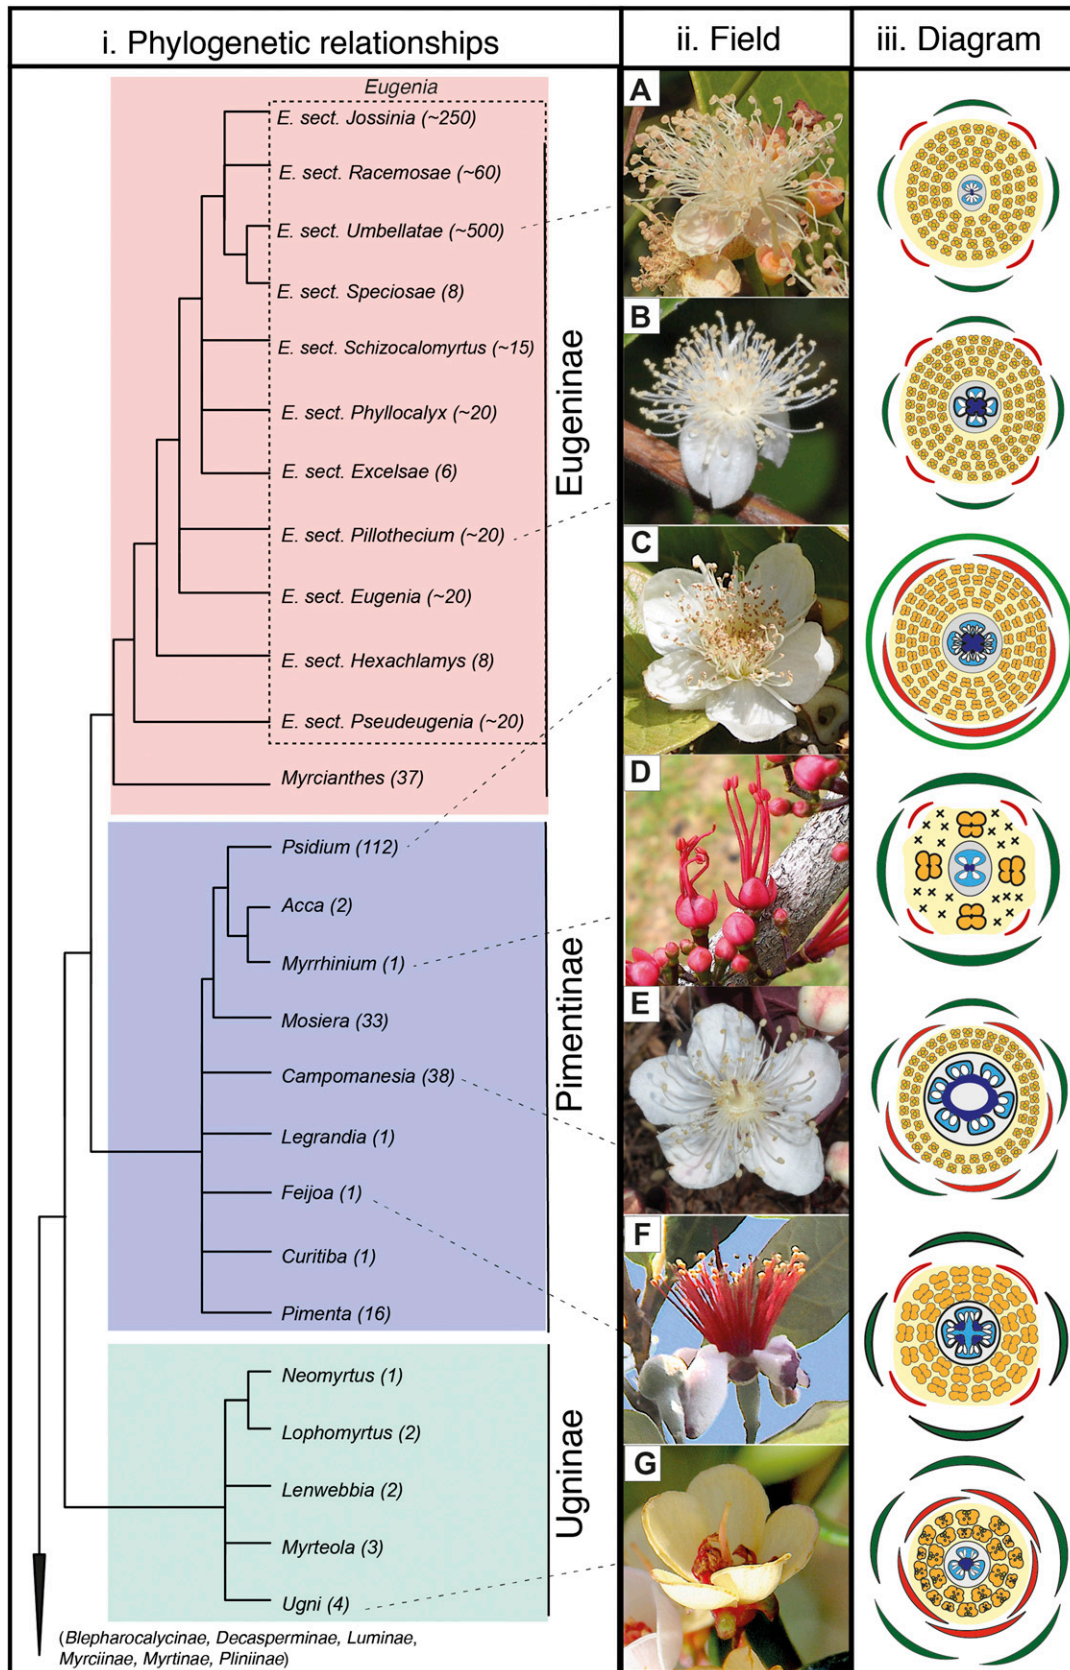 i. Phylogenetic relationships
ii. Field
iii. Diagram
Eugenia
E. sect. Jossinia (~250)
E. sect. Racemosae (~60)
E. sect. Umbellatae (~500)
E. sect. Speciosae (8)
E. sect. Schizocalomyrtus (~15)
E. sect. Phyllocalyx (~20)
E. sect. Excelsae (6)
E. sect. Pillothecium (~20)
E. sect. Eugenia (~20)
E. sect. Hexachlamys (8)
E. sect. Pseudeugenia (~20)
Myrcianthes (37)
Eugeninae
Psidium (112)
Acca (2)
Myrrhinium (1)
Mosiera (33)
Campomanesia (38)
Legrandia (1)
Feijoa (1)
Curitiba (1)
Pimenta (16)
Pimentinae
Neomyrtus (1)
Lophomyrtus (2)
Lenwebbia (2)
Myrteola (3)
Ugni (4)
Ugninae
(Blepharocalycinae, Decasperminae, Luminae,
Myrciinae, Myrtinae, Pliniinae)
A
B
C
D
E
F
G